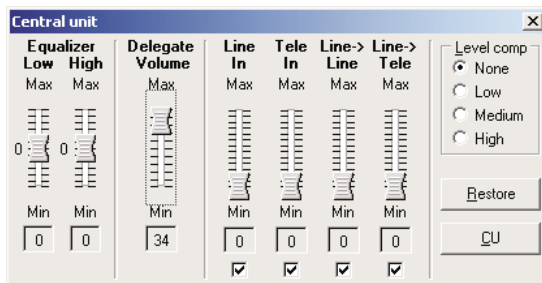 Central unit
Equalizer Delegate Line Tele Line-> Line-> Level comp
Low High Volume In In Line Tele None
Max Max Max Max Max Max Max Low
Medium
0 0 High
Restore
Min Min Min Min Min Min Min
0 0 34 0 0 0 0 CU